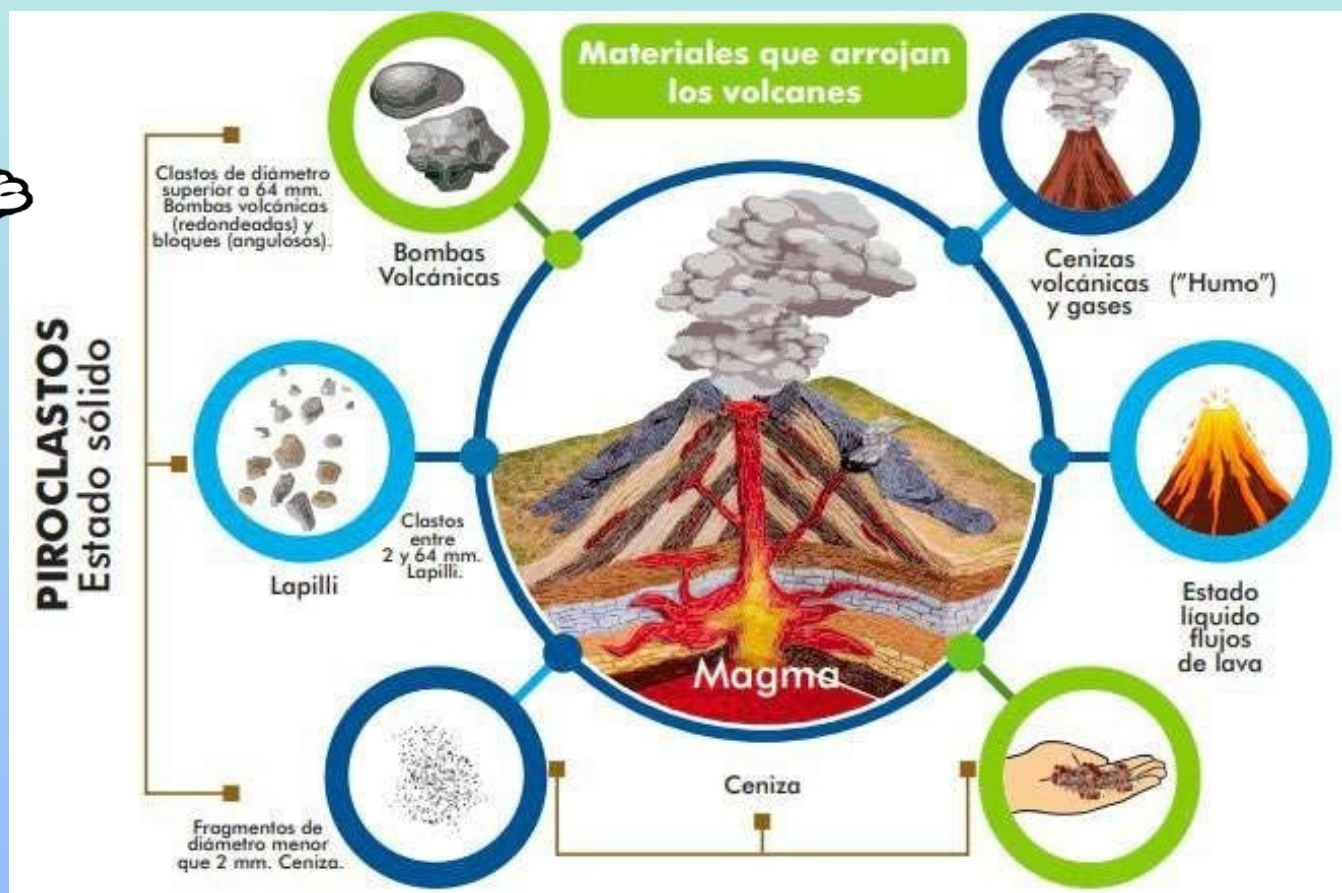 Materiales que arrojan
los volcanes
Clastos de diámetro
superior a 64 mm.
Bombas volcánicas
(redondeadas) y
bloques (angulosos).
Bombas
Volcánicas
Cenizas
volcánicas
y gases
("Humo")
PIROCLASTOS
Estado sólido
Lapilli
Clastos
entre
2 y 64 mm.
Lapilli.
Estado
líquido
flujos
de lava
Magma
Ceniza
Fragmentos de
diámetro menor
que 2 mm. Ceniza.